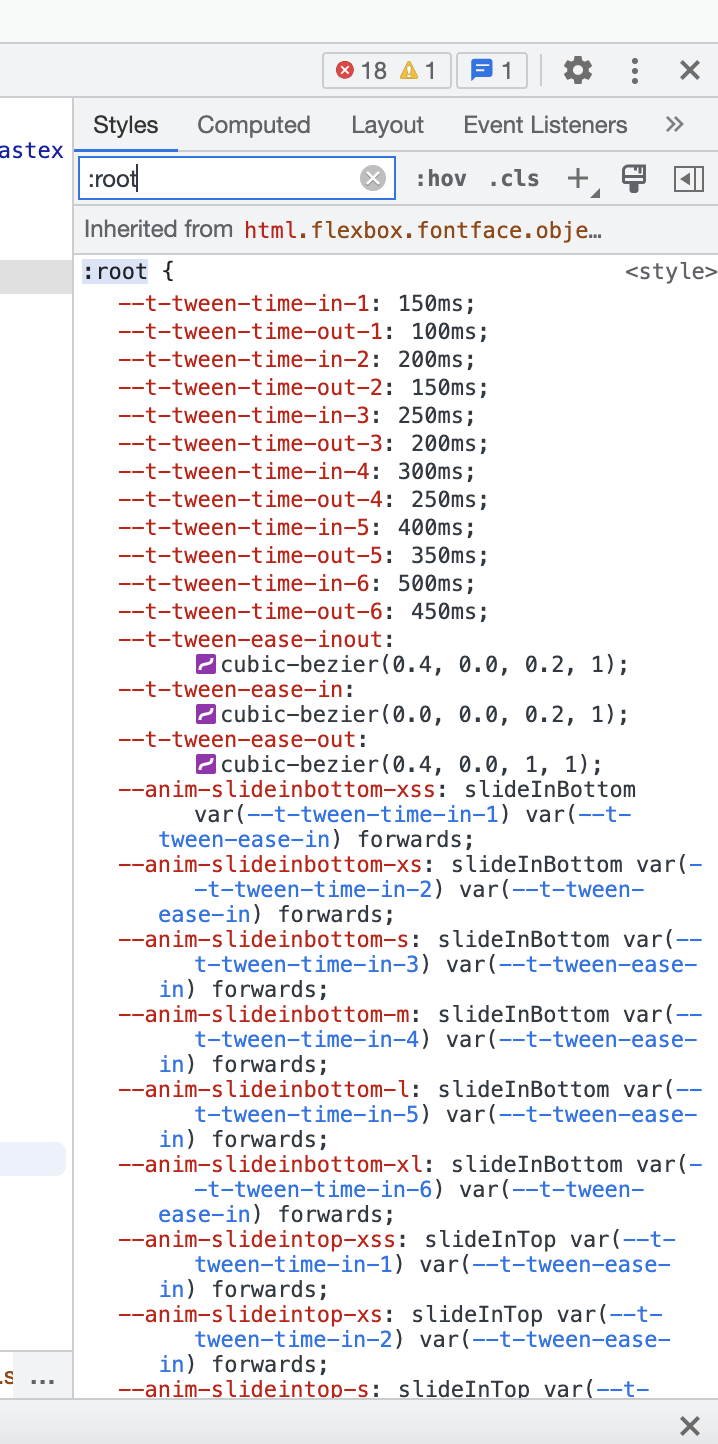 18 1 1
Styles Computed Layout Event Listeners »
astex
:root :hov .cls +
Inherited from html.flexbox.fontface.obje…
:root { <style>
--t-tween-time-in-1: 150ms;
--t-tween-time-out-1: 100ms;
--t-tween-time-in-2: 200ms;
--t-tween-time-out-2: 150ms;
--t-tween-time-in-3: 250ms;
--t-tween-time-out-3: 200ms;
--t-tween-time-in-4: 300ms;
--t-tween-time-out-4: 250ms;
--t-tween-time-in-5: 400ms;
--t-tween-time-out-5: 350ms;
--t-tween-time-in-6: 500ms;
--t-tween-time-out-6: 450ms;
--t-tween-ease-inout:
cubic-bezier(0.4, 0.0, 0.2, 1);
--t-tween-ease-in:
cubic-bezier(0.0, 0.0, 0.2, 1);
--t-tween-ease-out:
cubic-bezier(0.4, 0.0, 1, 1);
--anim-slideinbottom-xss: slideInBottom
var(--t-tween-time-in-1) var(--t-
tween-ease-in) forwards;
--anim-slideinbottom-xs: slideInBottom var(-
-t-tween-time-in-2) var(--t-tween-
ease-in) forwards;
--anim-slideinbottom-s: slideInBottom var(--
t-tween-time-in-3) var(--t-tween-ease-
in) forwards;
--anim-slideinbottom-m: slideInBottom var(--
t-tween-time-in-4) var(--t-tween-ease-
in) forwards;
--anim-slideinbottom-l: slideInBottom var(--
t-tween-time-in-5) var(--t-tween-ease-
in) forwards;
--anim-slideinbottom-xl: slideInBottom var(-
-t-tween-time-in-6) var(--t-tween-
ease-in) forwards;
--anim-slideintop-xss: slideInTop var(--t-
tween-time-in-1) var(--t-tween-ease-
in) forwards;
--anim-slideintop-xs: slideInTop var(--t-
tween-time-in-2) var(--t-tween-ease-
in) forwards;
.s ...
--anim-slideintop-s: slideInTop var(--t-